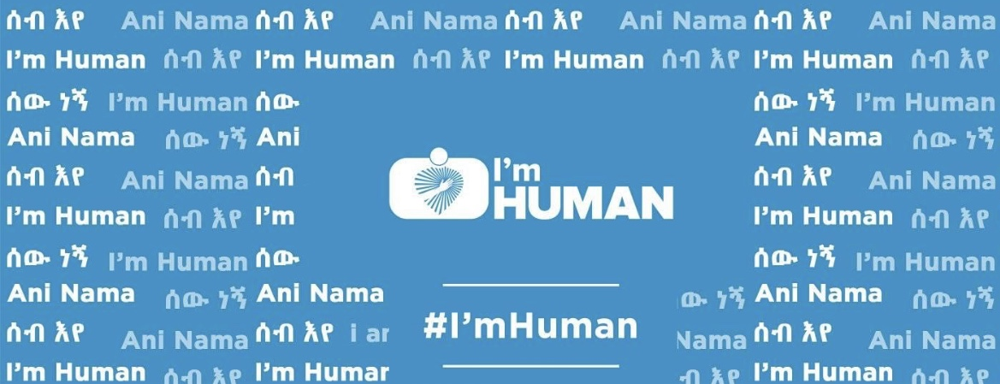 ሰብ እየ Ani Nama ሰብ እየ Ani Nama ሰብ እየ Ani Nama ሰብ እየ Ani Nama
I'm Human ሰብ እየ I'm Human ሰብ እየ I'm Human ሰብ እየ I'm Human ሰብ እየ
ሰው ነኝ I'm Human ሰው ሰው ነኝ I'm Human
Ani Nama ሰው ነኝ Ani Ani Nama ሰው ነኝ
I'm
ሰብ እየ Ani Nama ሰብ HUMAN ሰብ እየ Ani Nama
I'm Human ሰብ እየ I'm I'm Human ሰብ እየ
ሰው ነኝ I'm Human ሰው ሰው ነኝ I'm Human
Ani Nama ሰው ነኝ Ani Nama ው ነኝ Ani Nama ሰው ነኝ
ሰብ እየ Ani Nama ሰብ እየ i ar #I'mHuman Nama ሰብ እየ Ani Nama
I'm Human ሰብ እየ I'm Humar ብ እየ I'm Human ሰብ እየ